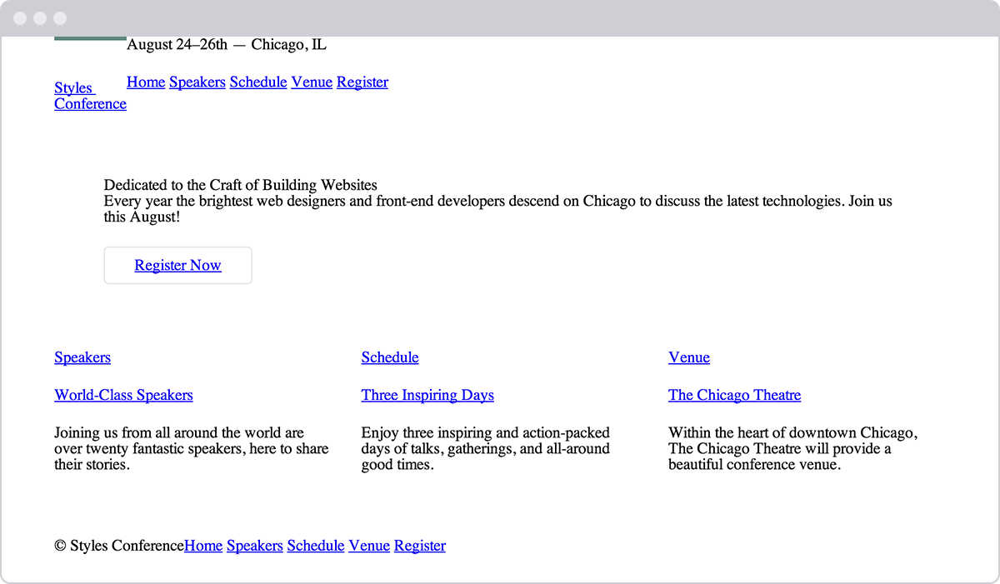 August 24–26th — Chicago, IL
Home Speakers Schedule Venue Register
Styles
Conference
Dedicated to the Craft of Building Websites
Every year the brightest web designers and front-end developers descend on Chicago to discuss the latest technologies. Join us
this August!
Register Now
Speakers
World-Class Speakers
Joining us from all around the world are
over twenty fantastic speakers, here to share
their stories.
Schedule
Three Inspiring Days
Enjoy three inspiring and action-packed
days of talks, gatherings, and all-around
good times.
Venue
The Chicago Theatre
Within the heart of downtown Chicago,
The Chicago Theatre will provide a
beautiful conference venue.
© Styles ConferenceHome Speakers Schedule Venue Register